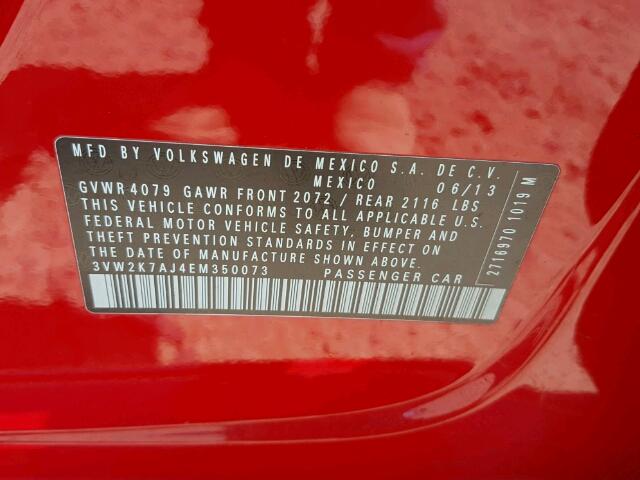 MFD BY VOLKSWAGEN DE MEXICO S.A. DE C.V.
MEXICO 06/13
GVWR 4079 GAWR FRONT 2072 / REAR 2116 LBS
THIS VEHICLE CONFORMS TO ALL APPLICABLE U.S.
FEDERAL MOTOR VEHICLE SAFETY, BUMPER AND
THEFT PREVENTION STANDARDS IN EFFECT ON
THE DATE OF MANUFACTURE SHOWN ABOVE.
3VW2K7AJ4EM350073 PASSENGER CAR
2716970 1019 M